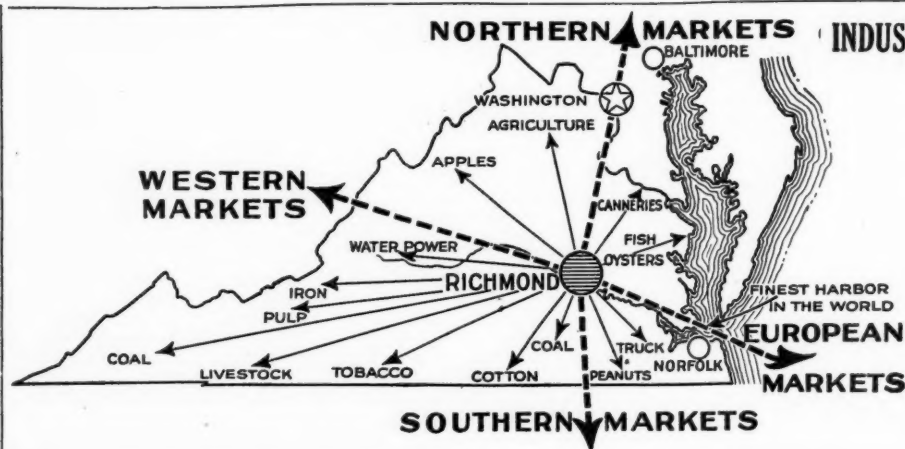 NORTHERN MARKETS
INDUS
BALTIMORE
WASHINGTON
AGRICULTURE
APPLES
WESTERN
MARKETS
CANNERIES
FISH
OYSTERS
WATER POWER
RICHMOND
IRON
PULP
FINEST HARBOR
IN THE WORLD
EUROPEAN
MARKETS
COAL
LIVESTOCK
TOBACCO
COTTON
COAL
TRUCK
PEANUTS
NORFOLK
SOUTHERN MARKETS